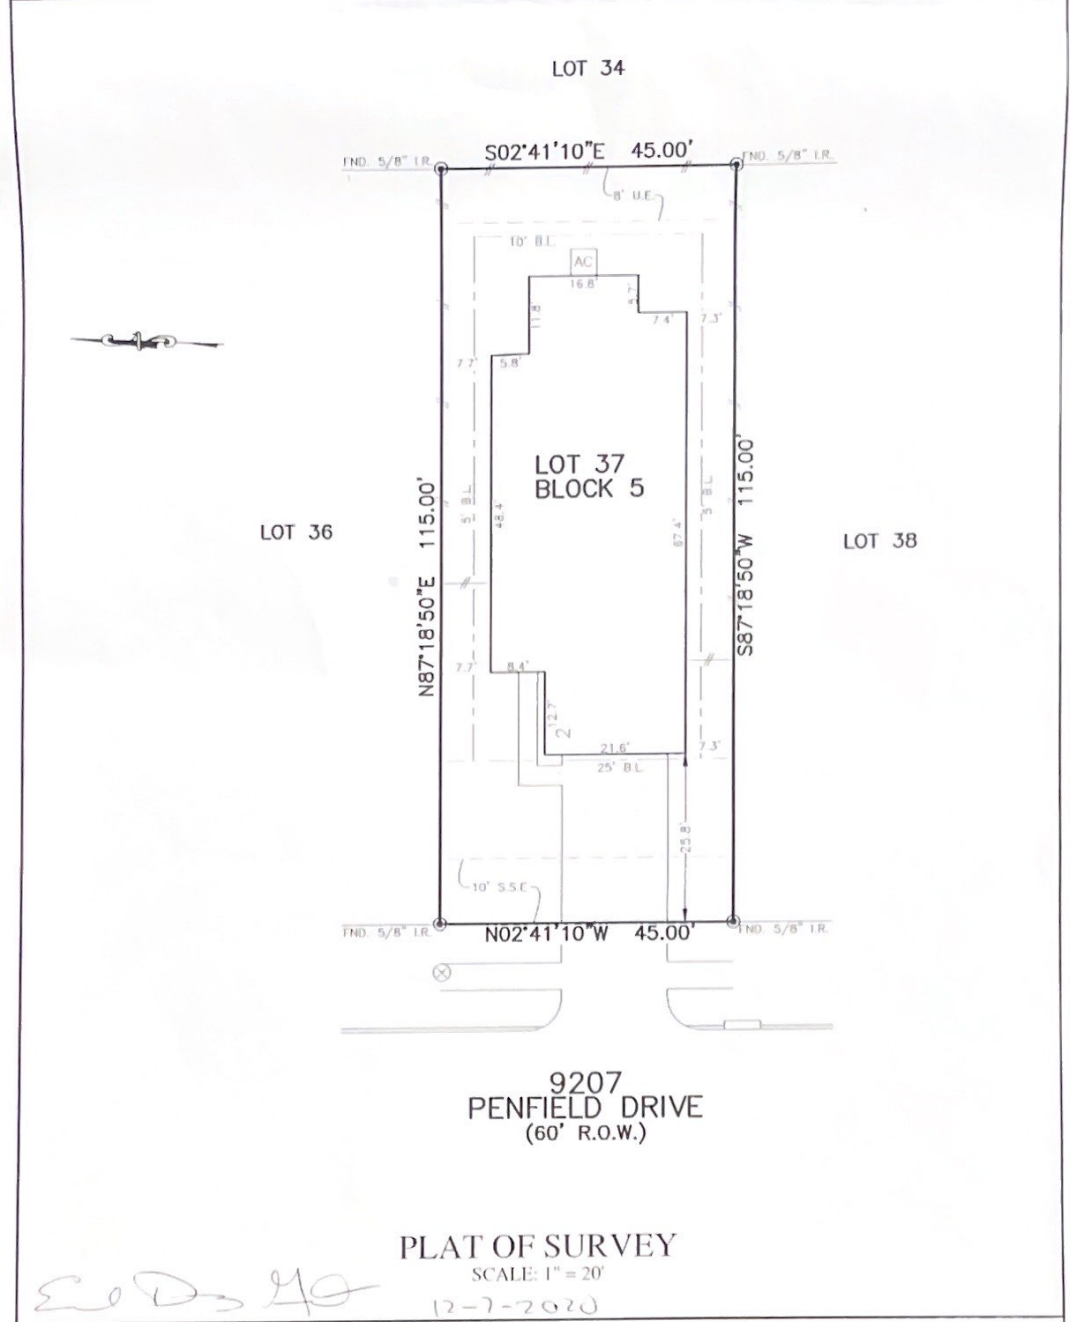 LOT 34
FND. 5/8" I.R.
S02°41'10"E 45.00'
FND. 5/8" I.R.
8' U.E.
10' B.L.
AC
16.8'
5.7'
11.8'
7.4'
7.3'
7.7'
5.8'
LOT 37
BLOCK 5
N87°18'50"E 115.00'
5' B.L.
48.4'
67.4'
5' B.L.
S87°18'50"W 115.00'
LOT 36
LOT 38
7.7'
8.4'
12.7'
2
21.6'
7.3'
25' B.L.
25.8'
10' S.S.E.
FND. 5/8" I.R.
N02°41'10"W 45.00'
FND. 5/8" I.R.
9207
PENFIELD DRIVE
(60' R.O.W.)
PLAT OF SURVEY
SCALE: 1" = 20'
12-7-2020